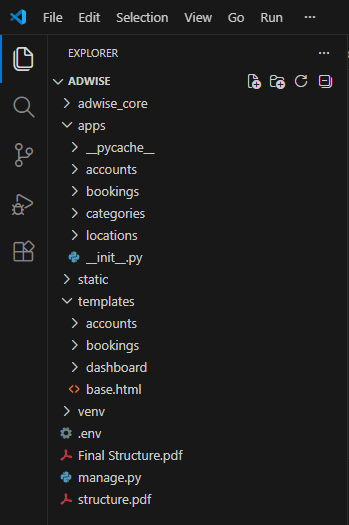 File Edit Selection View Go Run ...
EXPLORER ...
ADWISE
adwise_core
apps
__pycache__
accounts
bookings
categories
locations
__init__.py
static
templates
accounts
bookings
dashboard
base.html
venv
.env
Final Structure.pdf
manage.py
structure.pdf